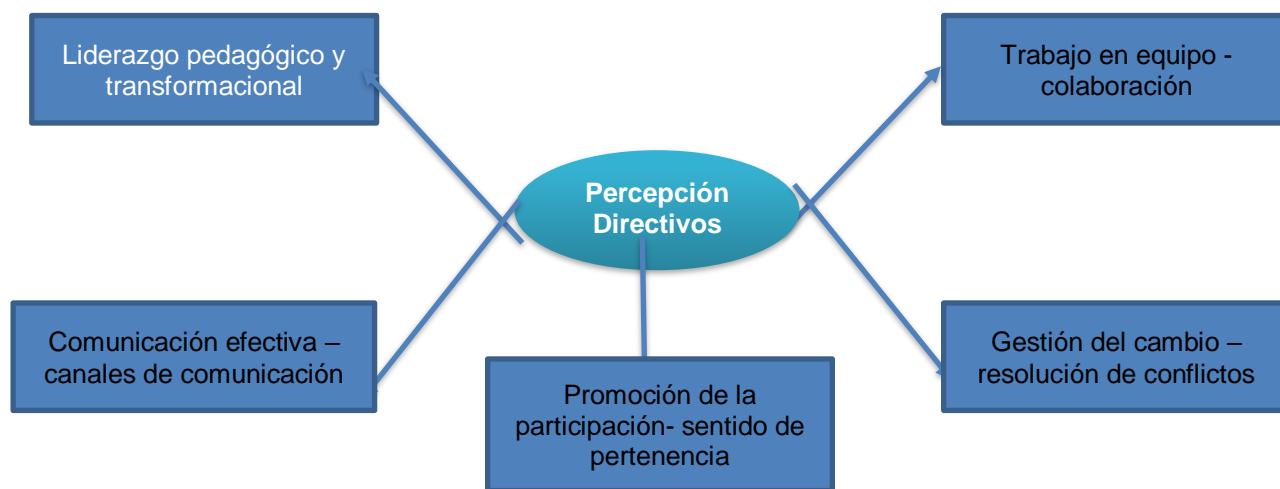 Liderazgo pedagógico y
transformacional
Trabajo en equipo -
colaboración
Percepción
Directivos
Comunicación efectiva –
canales de comunicación
Promoción de la
participación- sentido de
pertenencia
Gestión del cambio –
resolución de conflictos